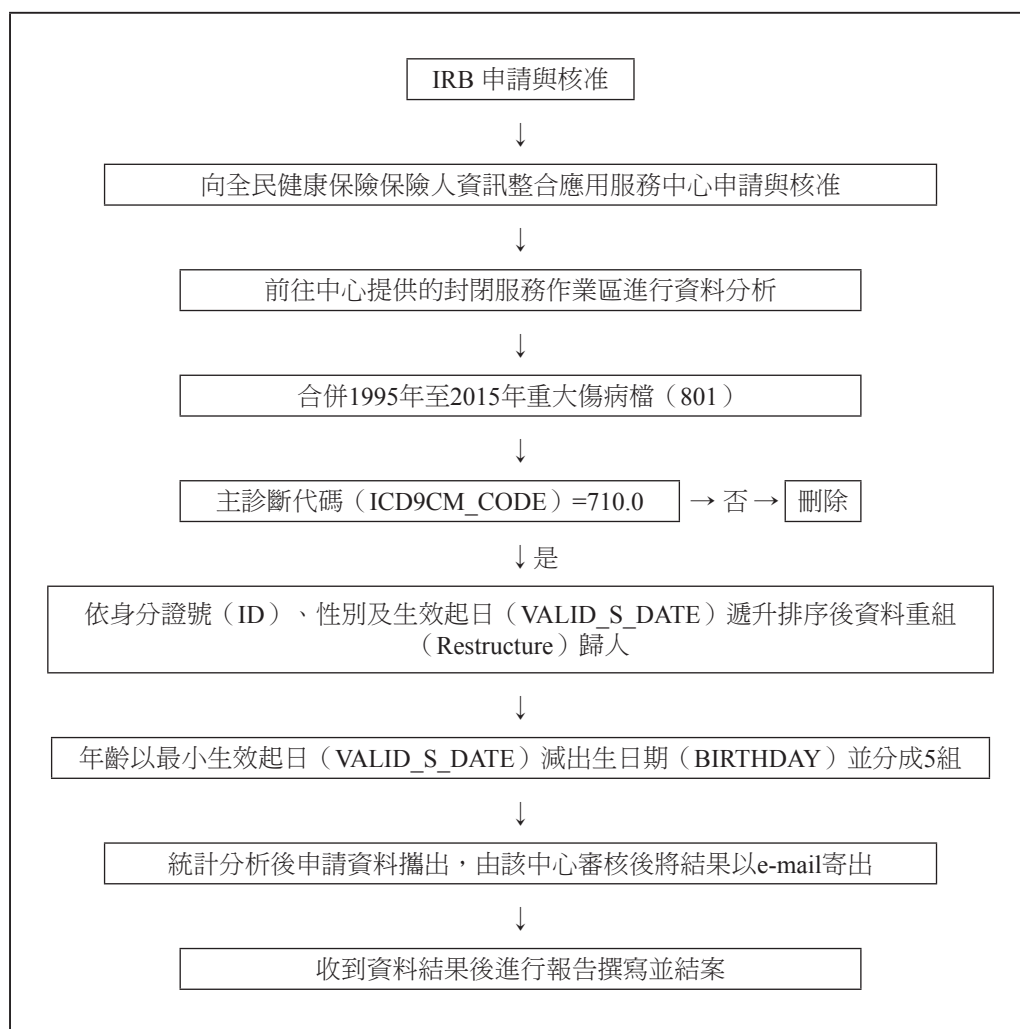 IRB 申請與核准
↓
向全民健康保險保險人資訊整合應用服務中心申請與核准
↓
前往中心提供的封閉服務作業區進行資料分析
↓
合併1995年至2015年重大傷病檔（801）
↓
主診斷代碼（ICD9CM_CODE）=710.0 → 否 → 刪除
↓是
依身分證號（ID）、性別及生效起日（VALID_S_DATE）遞升排序後資料重組
（Restructure）歸人
↓
年齡以最小生效起日（VALID_S_DATE）減出生日期（BIRTHDAY）並分成5組
↓
統計分析後申請資料攜出，由該中心審核後將結果以e-mail寄出
↓
收到資料結果後進行報告撰寫並結案